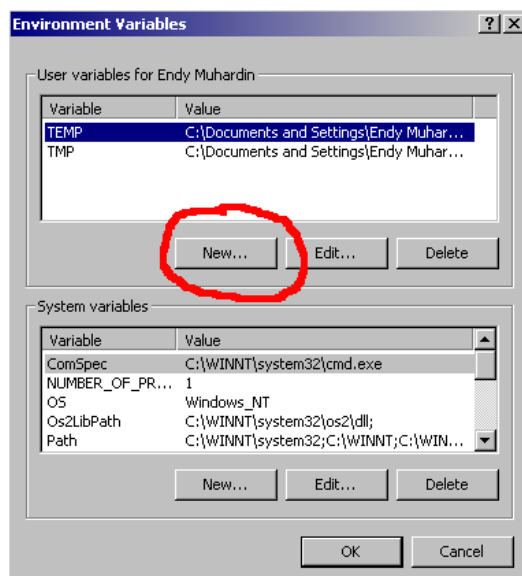 Environment Variables
User variables for Endy Muhardin
Variable Value
TEMP C:\Documents and Settings\Endy Muhar...
TMP C:\Documents and Settings\Endy Muhar...
New... Edit... Delete
System variables
Variable Value
ComSpec C:\WINNT\system32\cmd.exe
NUMBER_OF_PR... 1
OS Windows_NT
Os2LibPath C:\WINNT\system32\os2\dll;
Path C:\WINNT\system32;C:\WINNT;C:\WIN...
New... Edit... Delete
OK Cancel